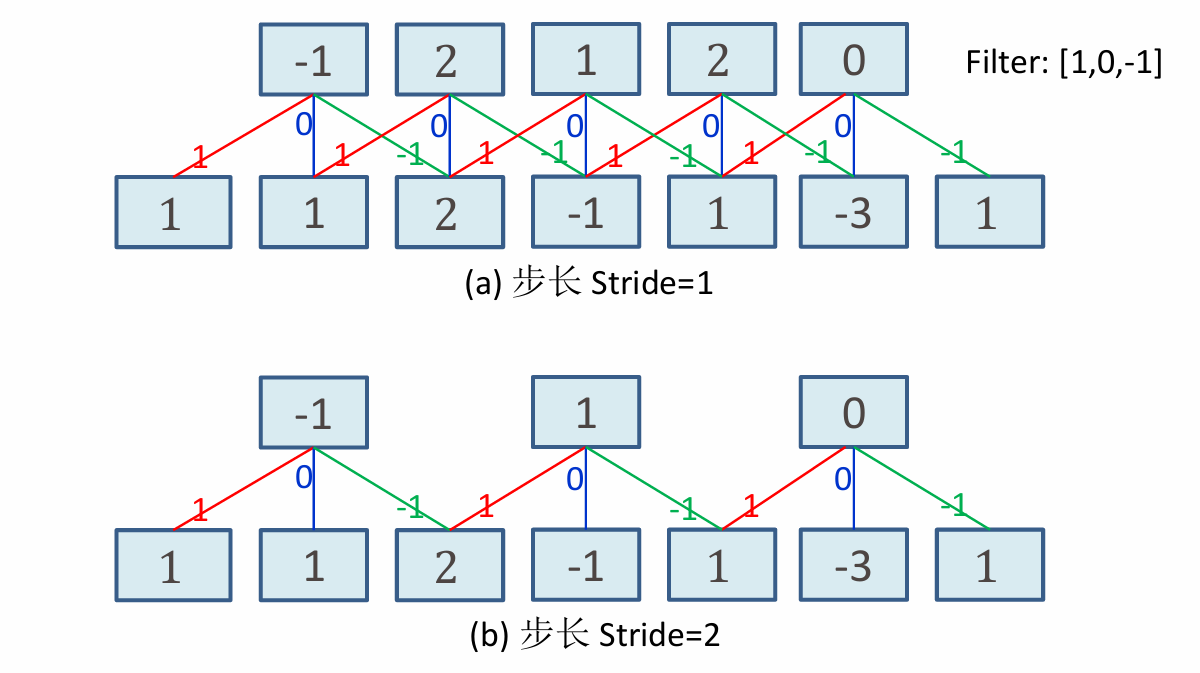 -1 2 1 2 0
Filter: [1,0,-1]
1 0 1 -1 0 1 -1 0 1 -1 0 1 -1 0 -1
1 1 2 -1 1 -3 1
(a) 步长 Stride=1
-1 1 0
1 0 -1 1 0 -1 1 0 -1
1 1 2 -1 1 -3 1
(b) 步长 Stride=2